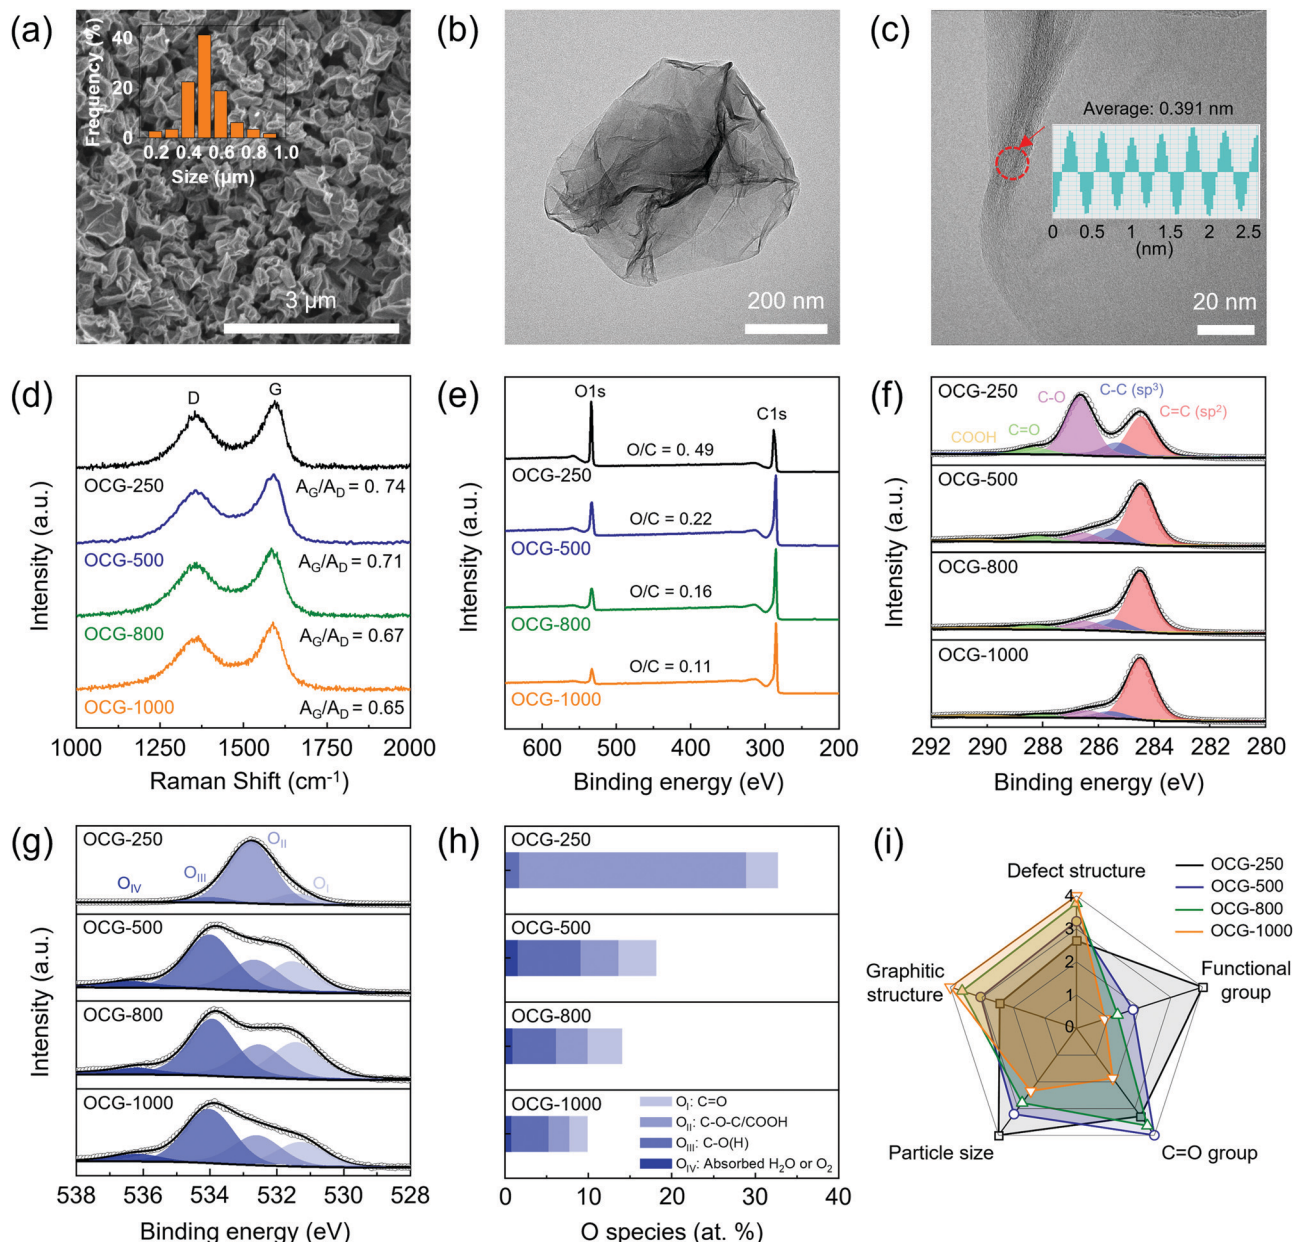 (a)
Frequency (%)
40
20
0
0.2 0.4 0.6 0.8 1.0
Size (μm)
3 μm
(b)
200 nm
(c)
Average: 0.391 nm
0 0.5 1 1.5 2 2.5
(nm)
20 nm
(d)
D
G
OCG-250
A_G/A_D = 0. 74
OCG-500
A_G/A_D = 0.71
OCG-800
A_G/A_D = 0.67
OCG-1000
A_G/A_D = 0.65
Intensity (a.u.)
1000 1250 1500 1750 2000
Raman Shift (cm⁻¹)
(e)
O1s
C1s
O/C = 0. 49
OCG-250
O/C = 0.22
OCG-500
O/C = 0.16
OCG-800
O/C = 0.11
OCG-1000
Intensity (a.u.)
600 500 400 300 200
Binding energy (eV)
(f)
OCG-250
C-O
C-C (sp³)
COOH
C=O
C=C (sp²)
OCG-500
OCG-800
OCG-1000
Intensity (a.u.)
292 290 288 286 284 282 280
Binding energy (eV)
(g)
OCG-250
O_II
O_III
O_IV
O_I
OCG-500
OCG-800
OCG-1000
Intensity (a.u.)
538 536 534 532 530 528
Binding energy (eV)
(h)
OCG-250
OCG-500
OCG-800
OCG-1000
O_I: C=O
O_II: C-O-C/COOH
O_III: C-O(H)
O_IV: Absorbed H₂O or O₂
0 10 20 30 40
O species (at. %)
(i)
OCG-250
OCG-500
OCG-800
OCG-1000
Defect structure
4
3
2
1
0
Graphitic
structure
Functional
group
Particle size
C=O group